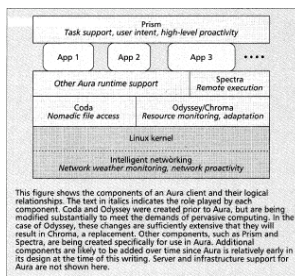 Prism
Task support, user intent, high-level proactivity
App 1 App 2 App 3 ••••
Other Aura runtime support
Spectra
Remote execution
Coda
Nomadic file access
Odyssey/Chroma
Resource monitoring, adaptation
Linux kernel
Intelligent networking
Network weather monitoring, network proactivity
This figure shows the components of an Aura client and their logical
relationships. The text in italics indicates the role played by each
component. Coda and Odyssey were created prior to Aura, but are
being modified substantially to meet the demands of pervasive computing. In the
case of Odyssey, these changes are sufficiently extensive that they will
result in Chroma, a replacement. Other components, such as Prism and
Spectra, are being created specifically for use in Aura. Additional
components are likely to be added over time since Aura is relatively early in
its design at the time of this writing. Server and infrastructure support for
Aura are not shown here.